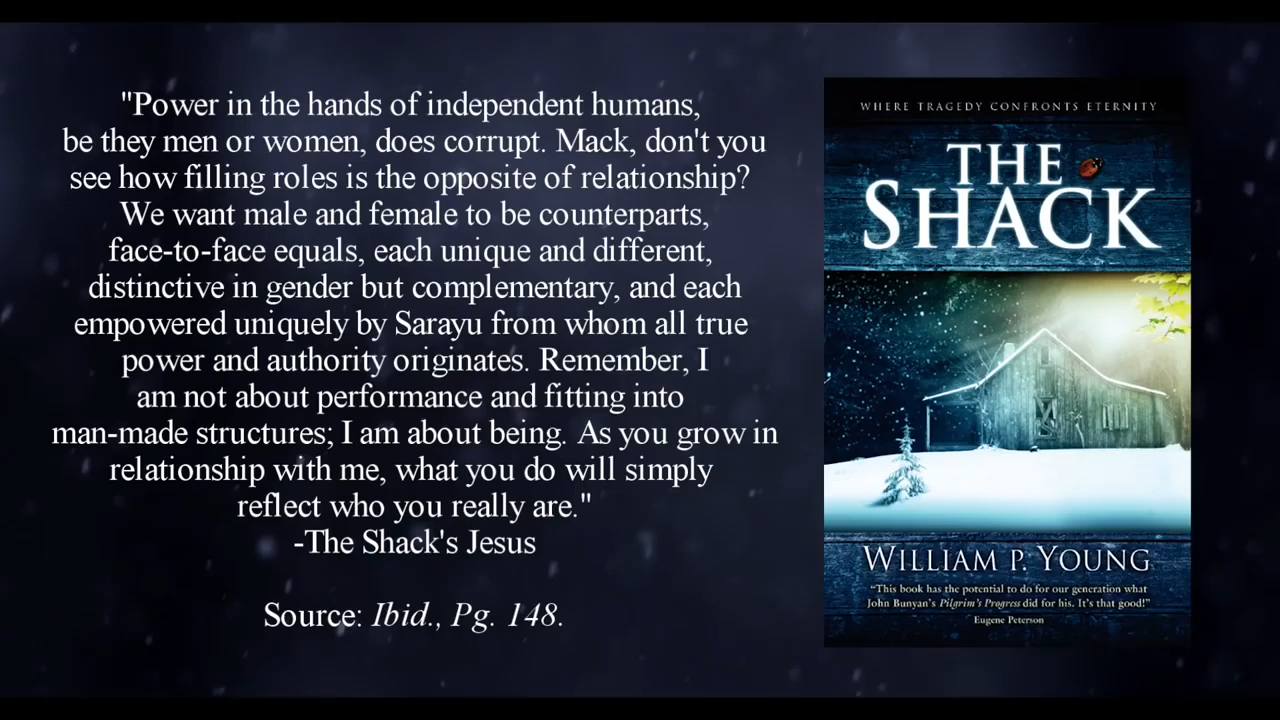 "Power in the hands of independent humans,
be they men or women, does corrupt. Mack, don't you
see how filling roles is the opposite of relationship?
We want male and female to be counterparts,
face-to-face equals, each unique and different,
distinctive in gender but complementary, and each
empowered uniquely by Sarayu from whom all true
power and authority originates. Remember, I
am not about performance and fitting into
man-made structures; I am about being. As you grow in
relationship with me, what you do will simply
reflect who you really are."
-The Shack's Jesus
Source: Ibid., Pg. 148.
WHERE TRAGEDY CONFRONTS ETERNITY
THE
SHACK
WILLIAM P. YOUNG
"This book has the potential to do for our generation what
John Bunyan's Pilgrim's Progress did for his. It's that good!"
Eugene Peterson